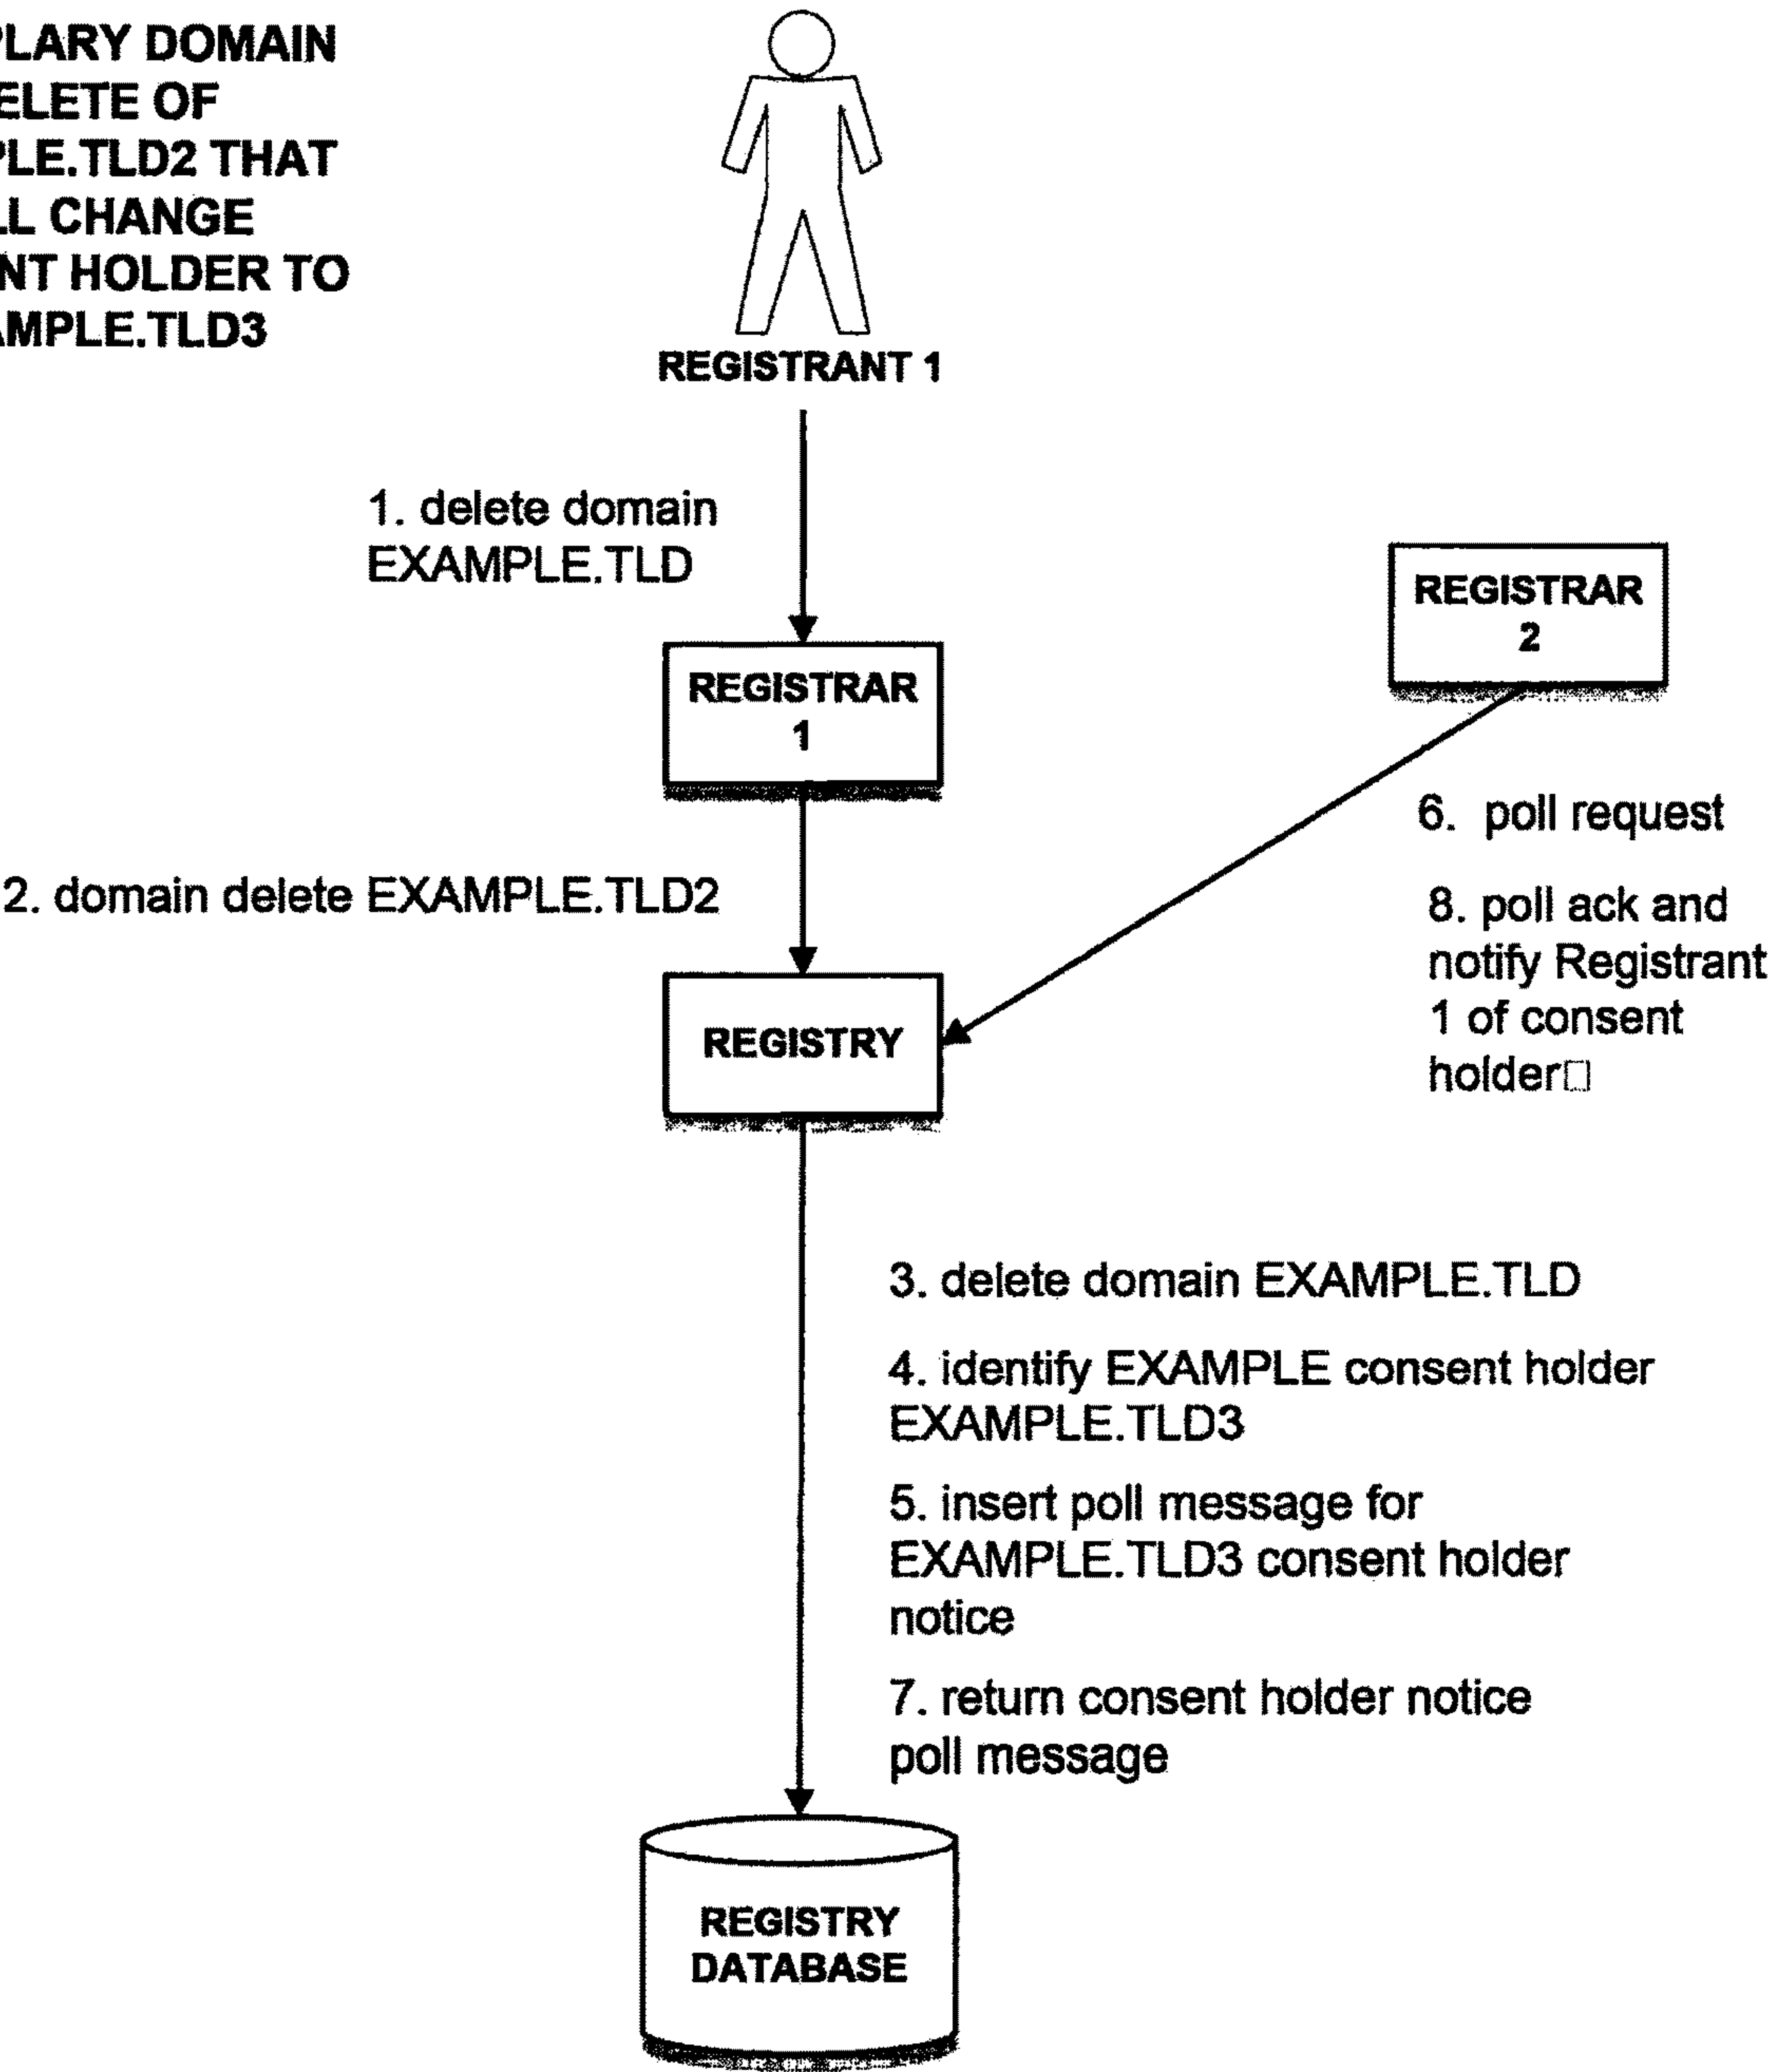 PLARY DOMAIN
ELETE OF
PLE.TLD2 THAT
LL CHANGE
NT HOLDER TO
AMPLE.TLD3
REGISTRANT 1
1. delete domain
EXAMPLE.TLD
REGISTRAR
2
REGISTRAR
1
6. poll request
2. domain delete EXAMPLE.TLD2
8. poll ack and
notify Registrant
1 of consent
holder□
REGISTRY
3. delete domain EXAMPLE.TLD
4. identify EXAMPLE consent holder
EXAMPLE.TLD3
5. insert poll message for
EXAMPLE.TLD3 consent holder
notice
7. return consent holder notice
poll message
REGISTRY
DATABASE